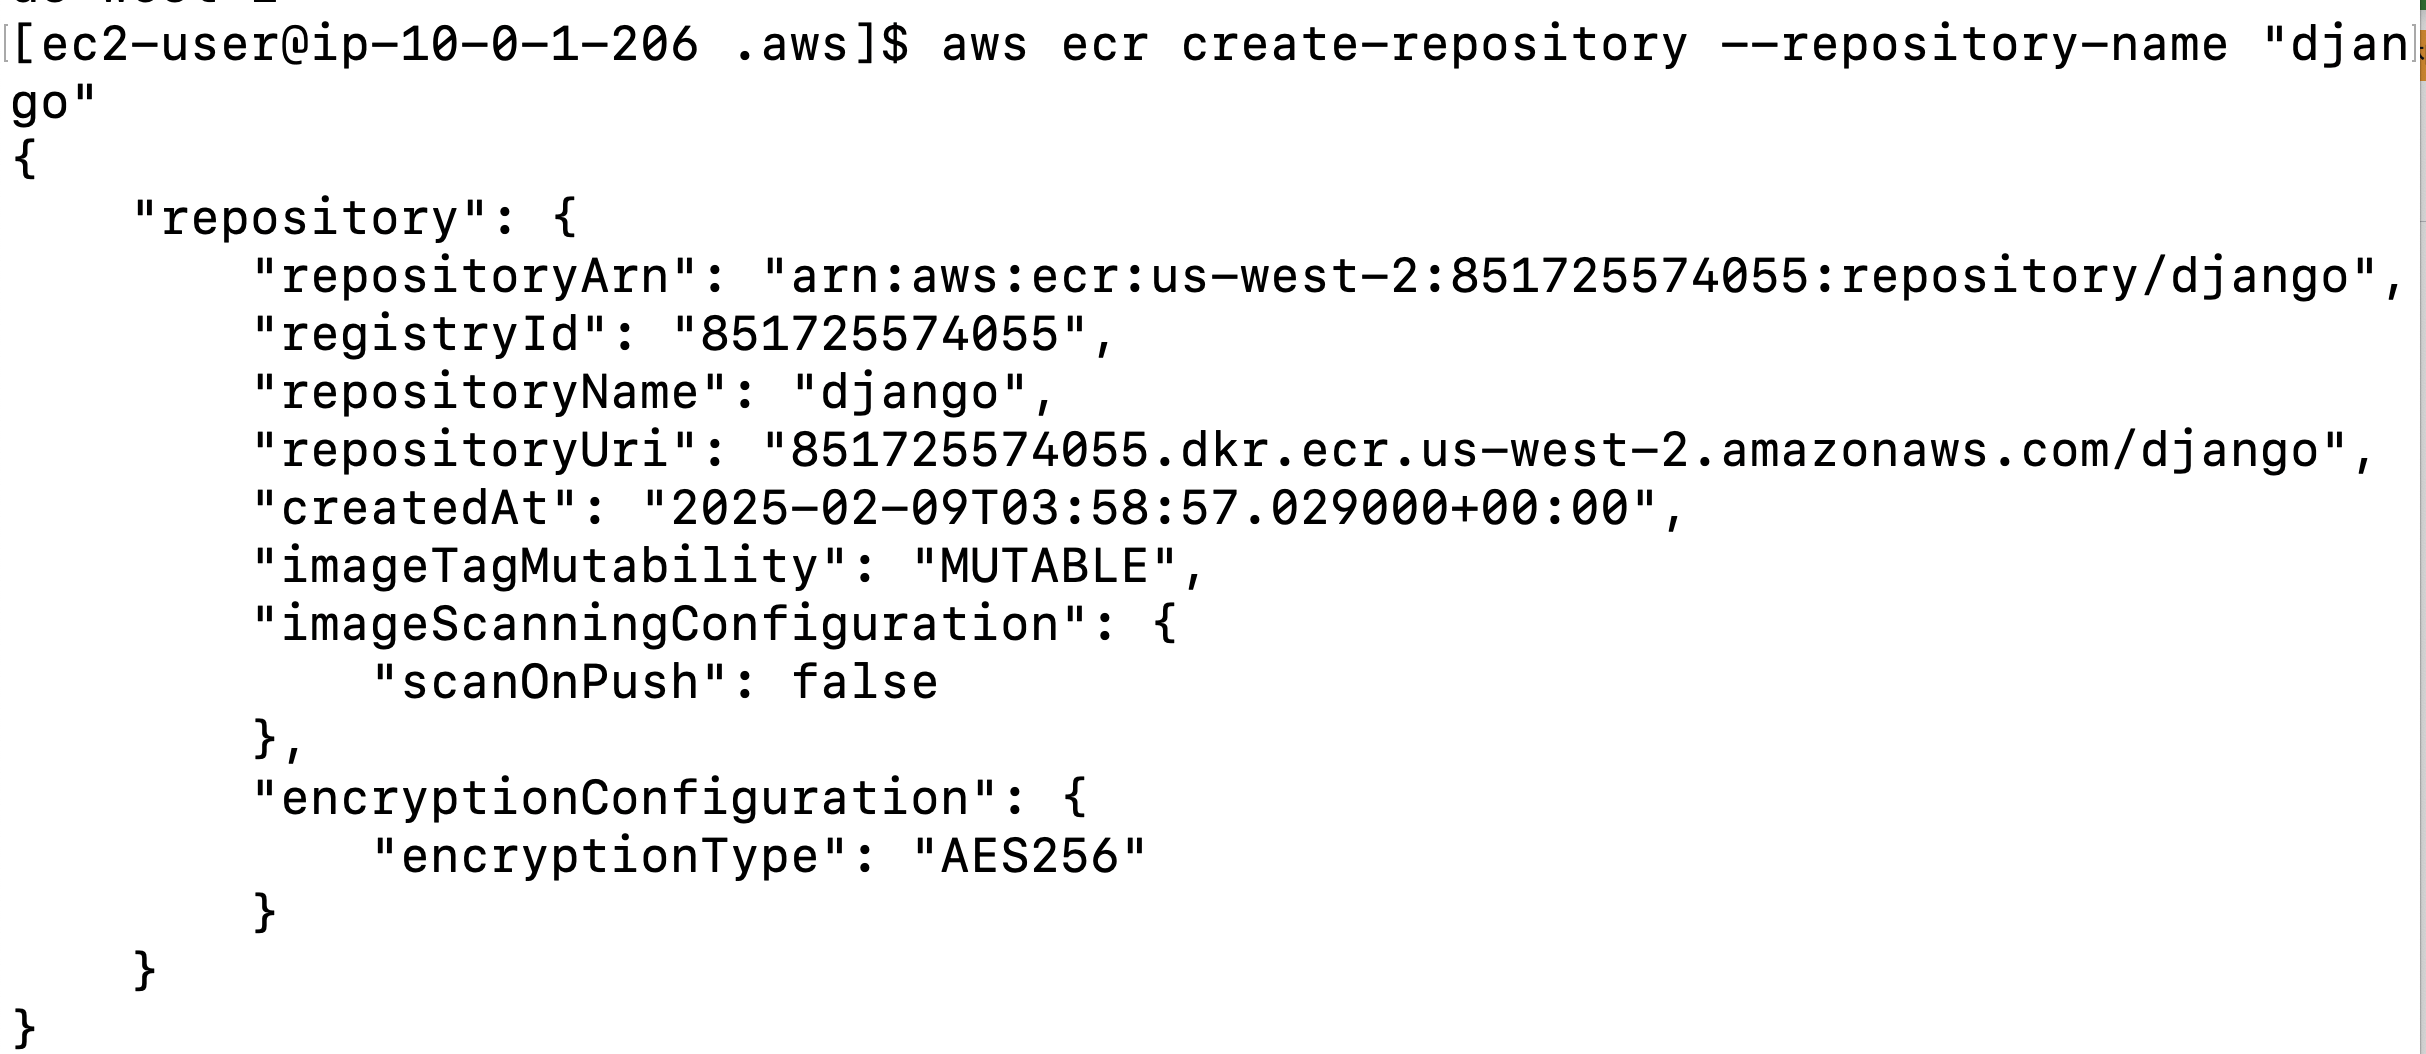 [ec2-user@ip-10-0-1-206 .aws]$ aws ecr create-repository --repository-name "djan
go"
{
    "repository": {
        "repositoryArn": "arn:aws:ecr:us-west-2:851725574055:repository/django",
        "registryId": "851725574055",
        "repositoryName": "django",
        "repositoryUri": "851725574055.dkr.ecr.us-west-2.amazonaws.com/django",
        "createdAt": "2025-02-09T03:58:57.029000+00:00",
        "imageTagMutability": "MUTABLE",
        "imageScanningConfiguration": {
            "scanOnPush": false
        },
        "encryptionConfiguration": {
            "encryptionType": "AES256"
        }
    }
}